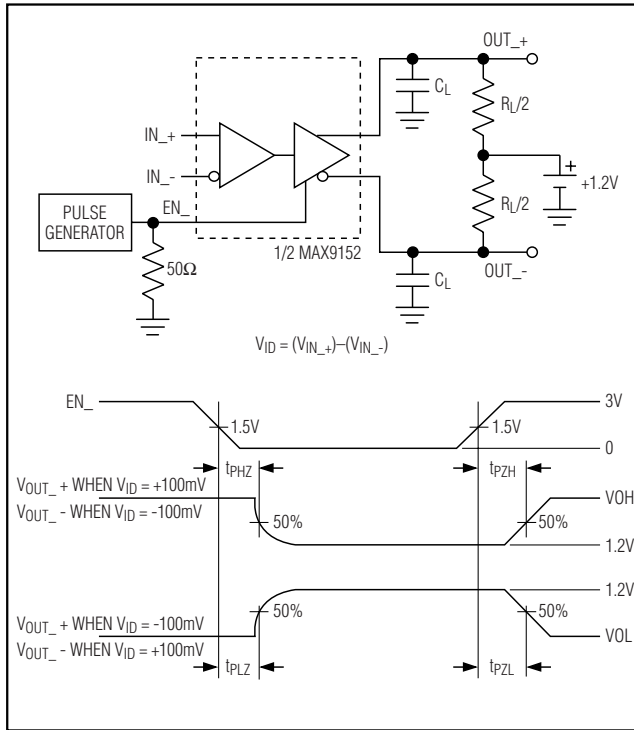 OUT_+
C_L
R_L/2
IN_+
IN_-
+
+1.2V
PULSE
GENERATOR
EN_
R_L/2
1/2 MAX9152
50Ω
C_L
OUT_-
V_ID = (V_IN_+)–(V_IN_-)
EN_
3V
1.5V
1.5V
0
t_PHZ
t_PZH
V_OUT_ + WHEN V_ID = +100mV
V_OUT_ - WHEN V_ID = -100mV
VOH
50%
50%
1.2V
1.2V
50%
50%
V_OUT_ + WHEN V_ID = -100mV
V_OUT_ - WHEN V_ID = +100mV
VOL
t_PLZ
t_PZL